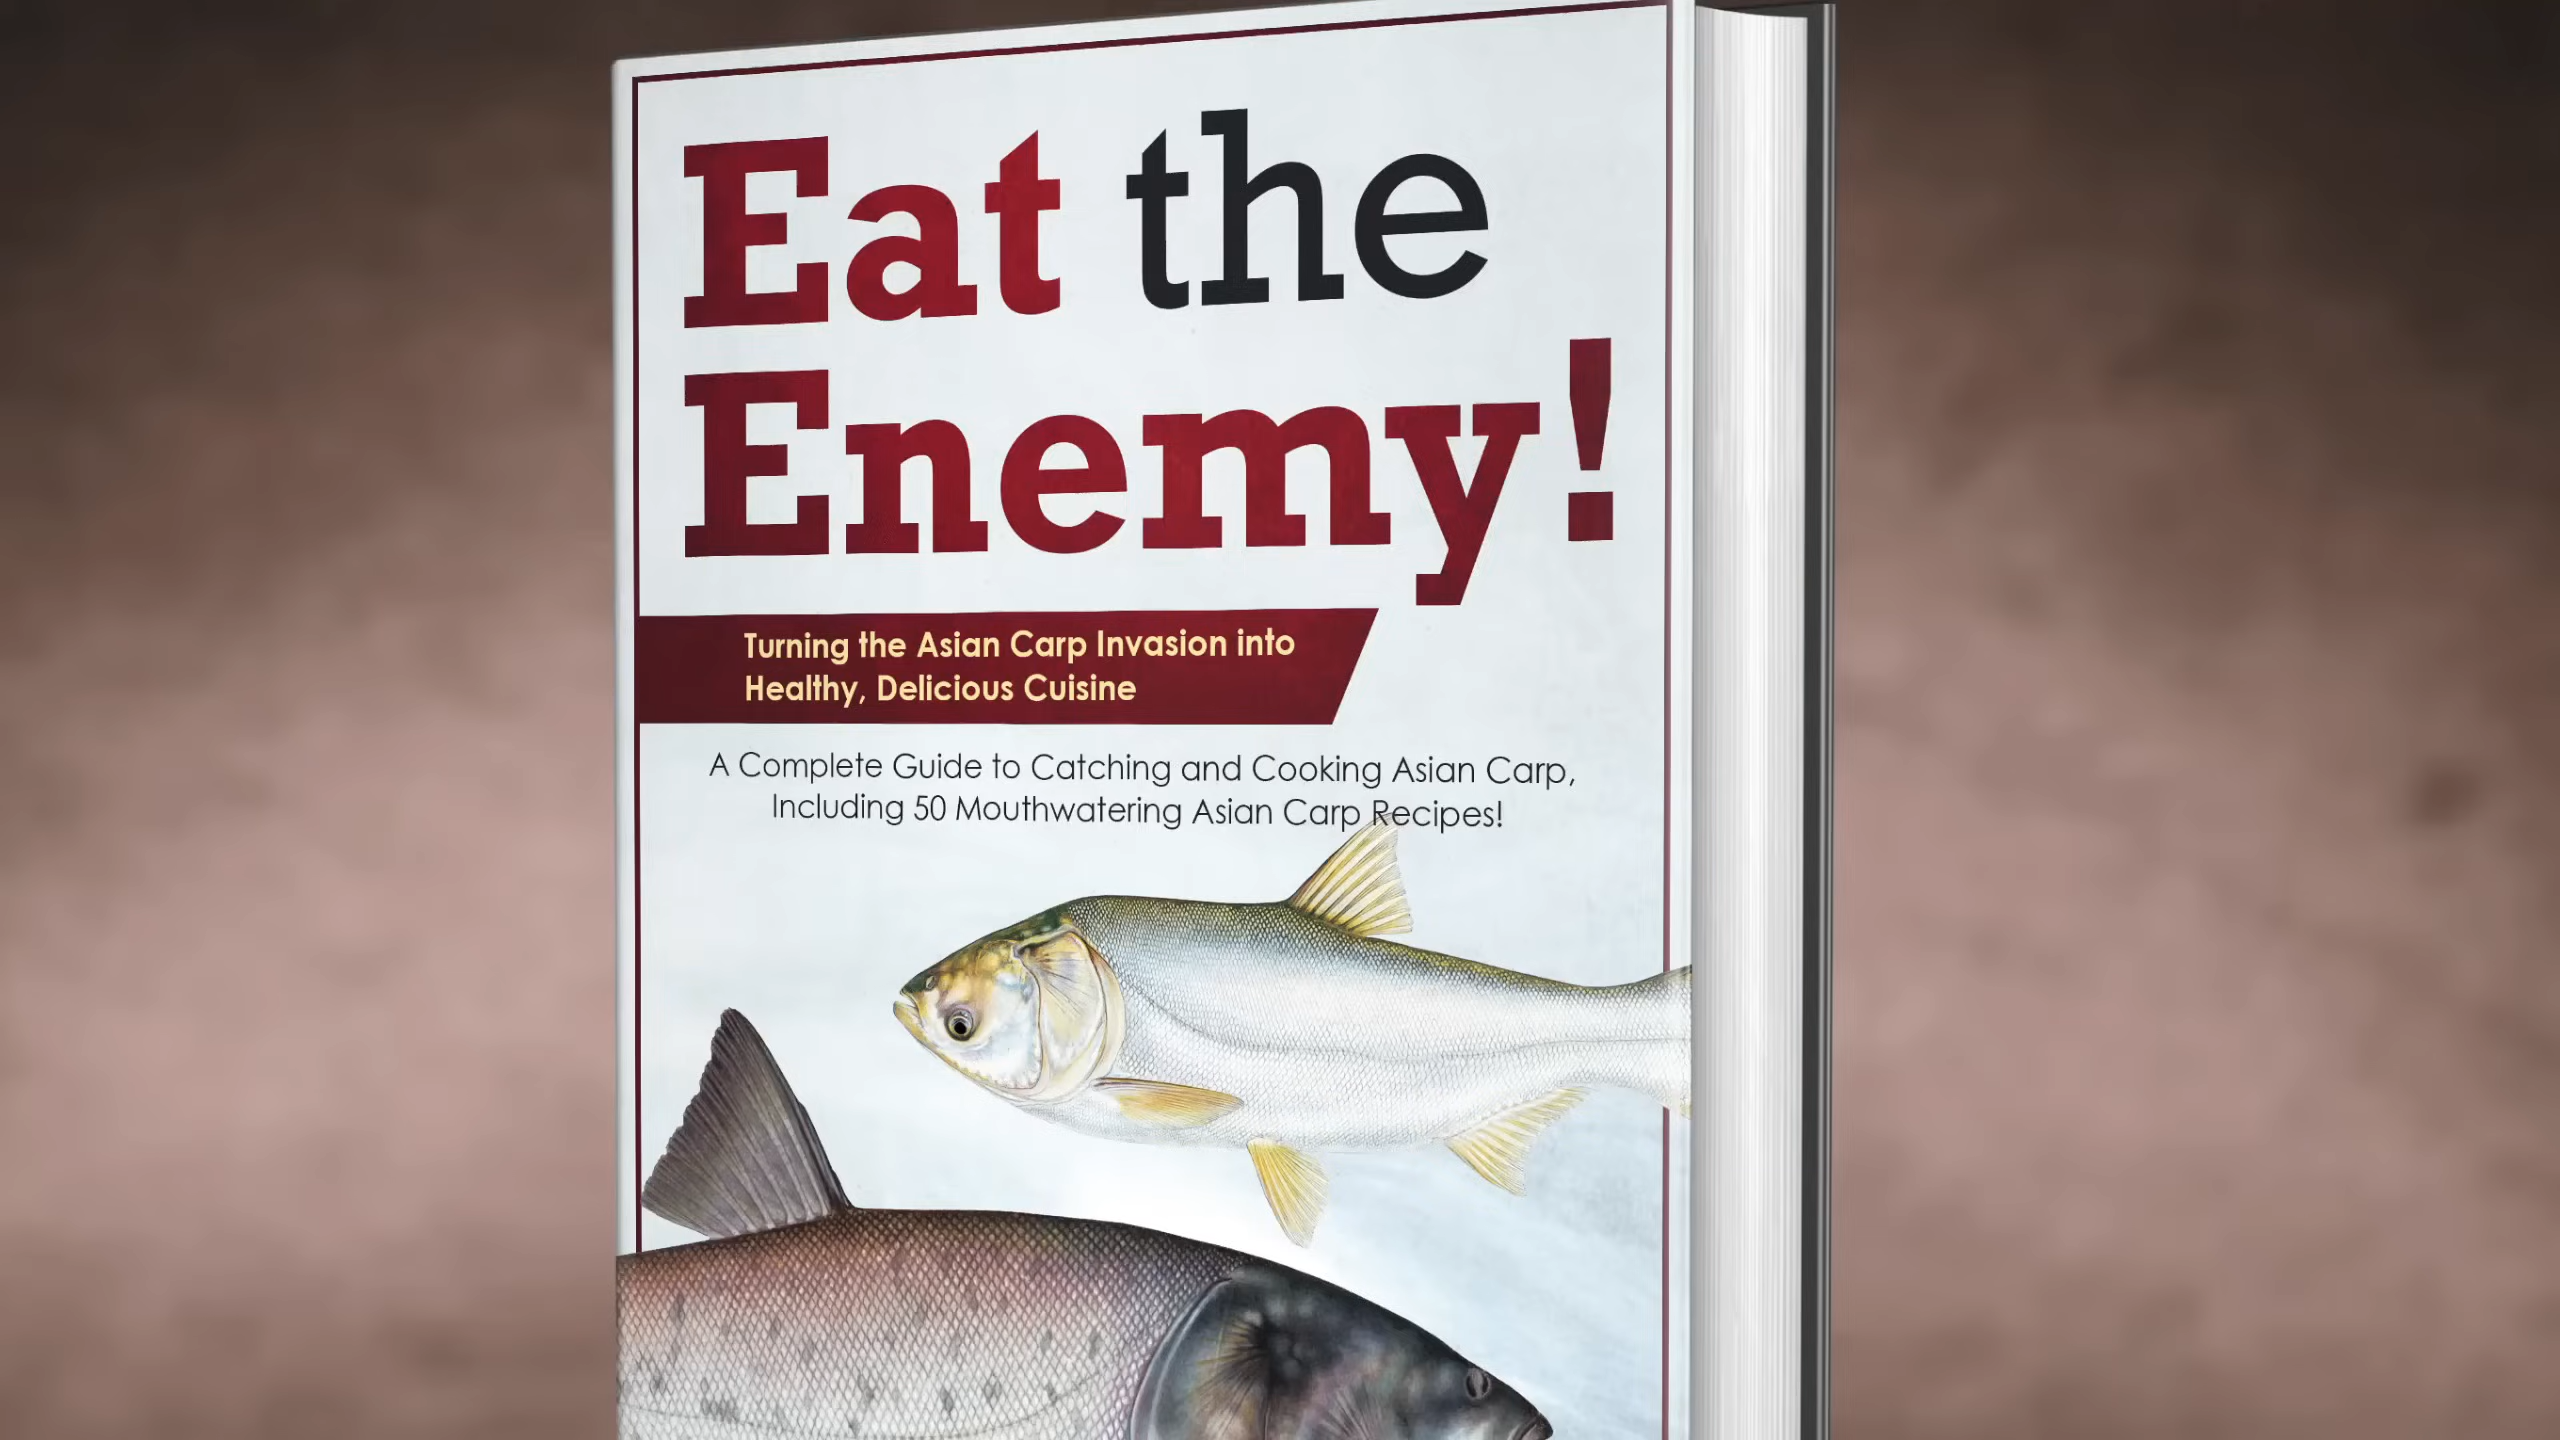 Eat the
Enemy!
Turning the Asian Carp Invasion into
Healthy, Delicious Cuisine
A Complete Guide to Catching and Cooking Asian Carp,
Including 50 Mouthwatering Asian Carp Recipes!